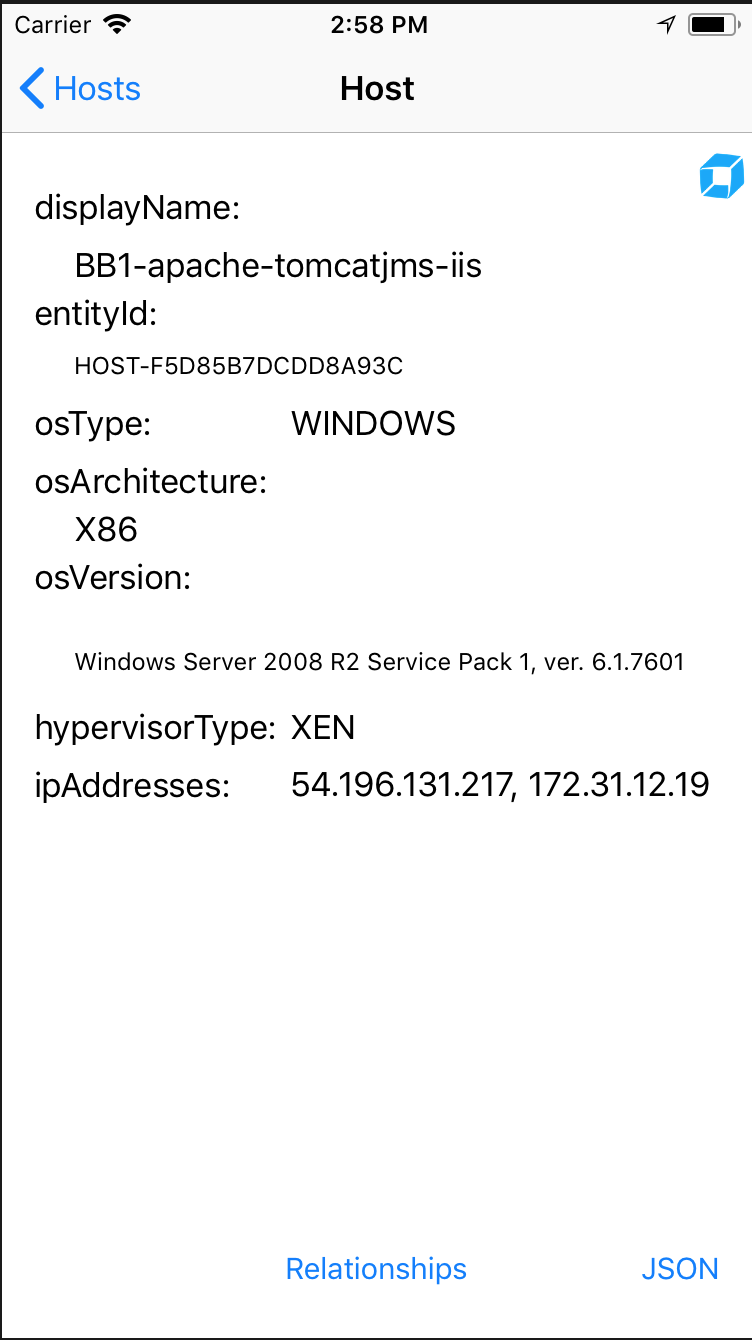 Carrier 2:58 PM
Hosts Host
displayName:
BB1-apache-tomcatjms-iis
entityId:
HOST-F5D85B7DCDD8A93C
osType: WINDOWS
osArchitecture:
X86
osVersion:
Windows Server 2008 R2 Service Pack 1, ver. 6.1.7601
hypervisorType: XEN
ipAddresses: 54.196.131.217, 172.31.12.19
Relationships JSON